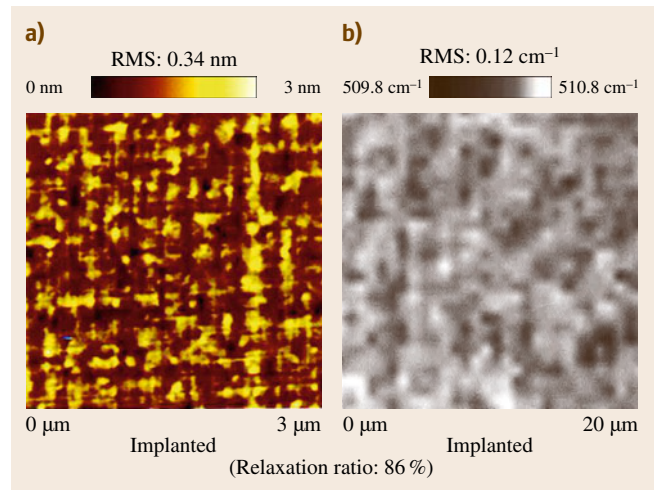 a)
RMS: 0.34 nm
0 nm
3 nm
0 µm
3 µm
Implanted
b)
RMS: 0.12 cm⁻¹
509.8 cm⁻¹
510.8 cm⁻¹
0 µm
20 µm
Implanted
(Relaxation ratio: 86 %)